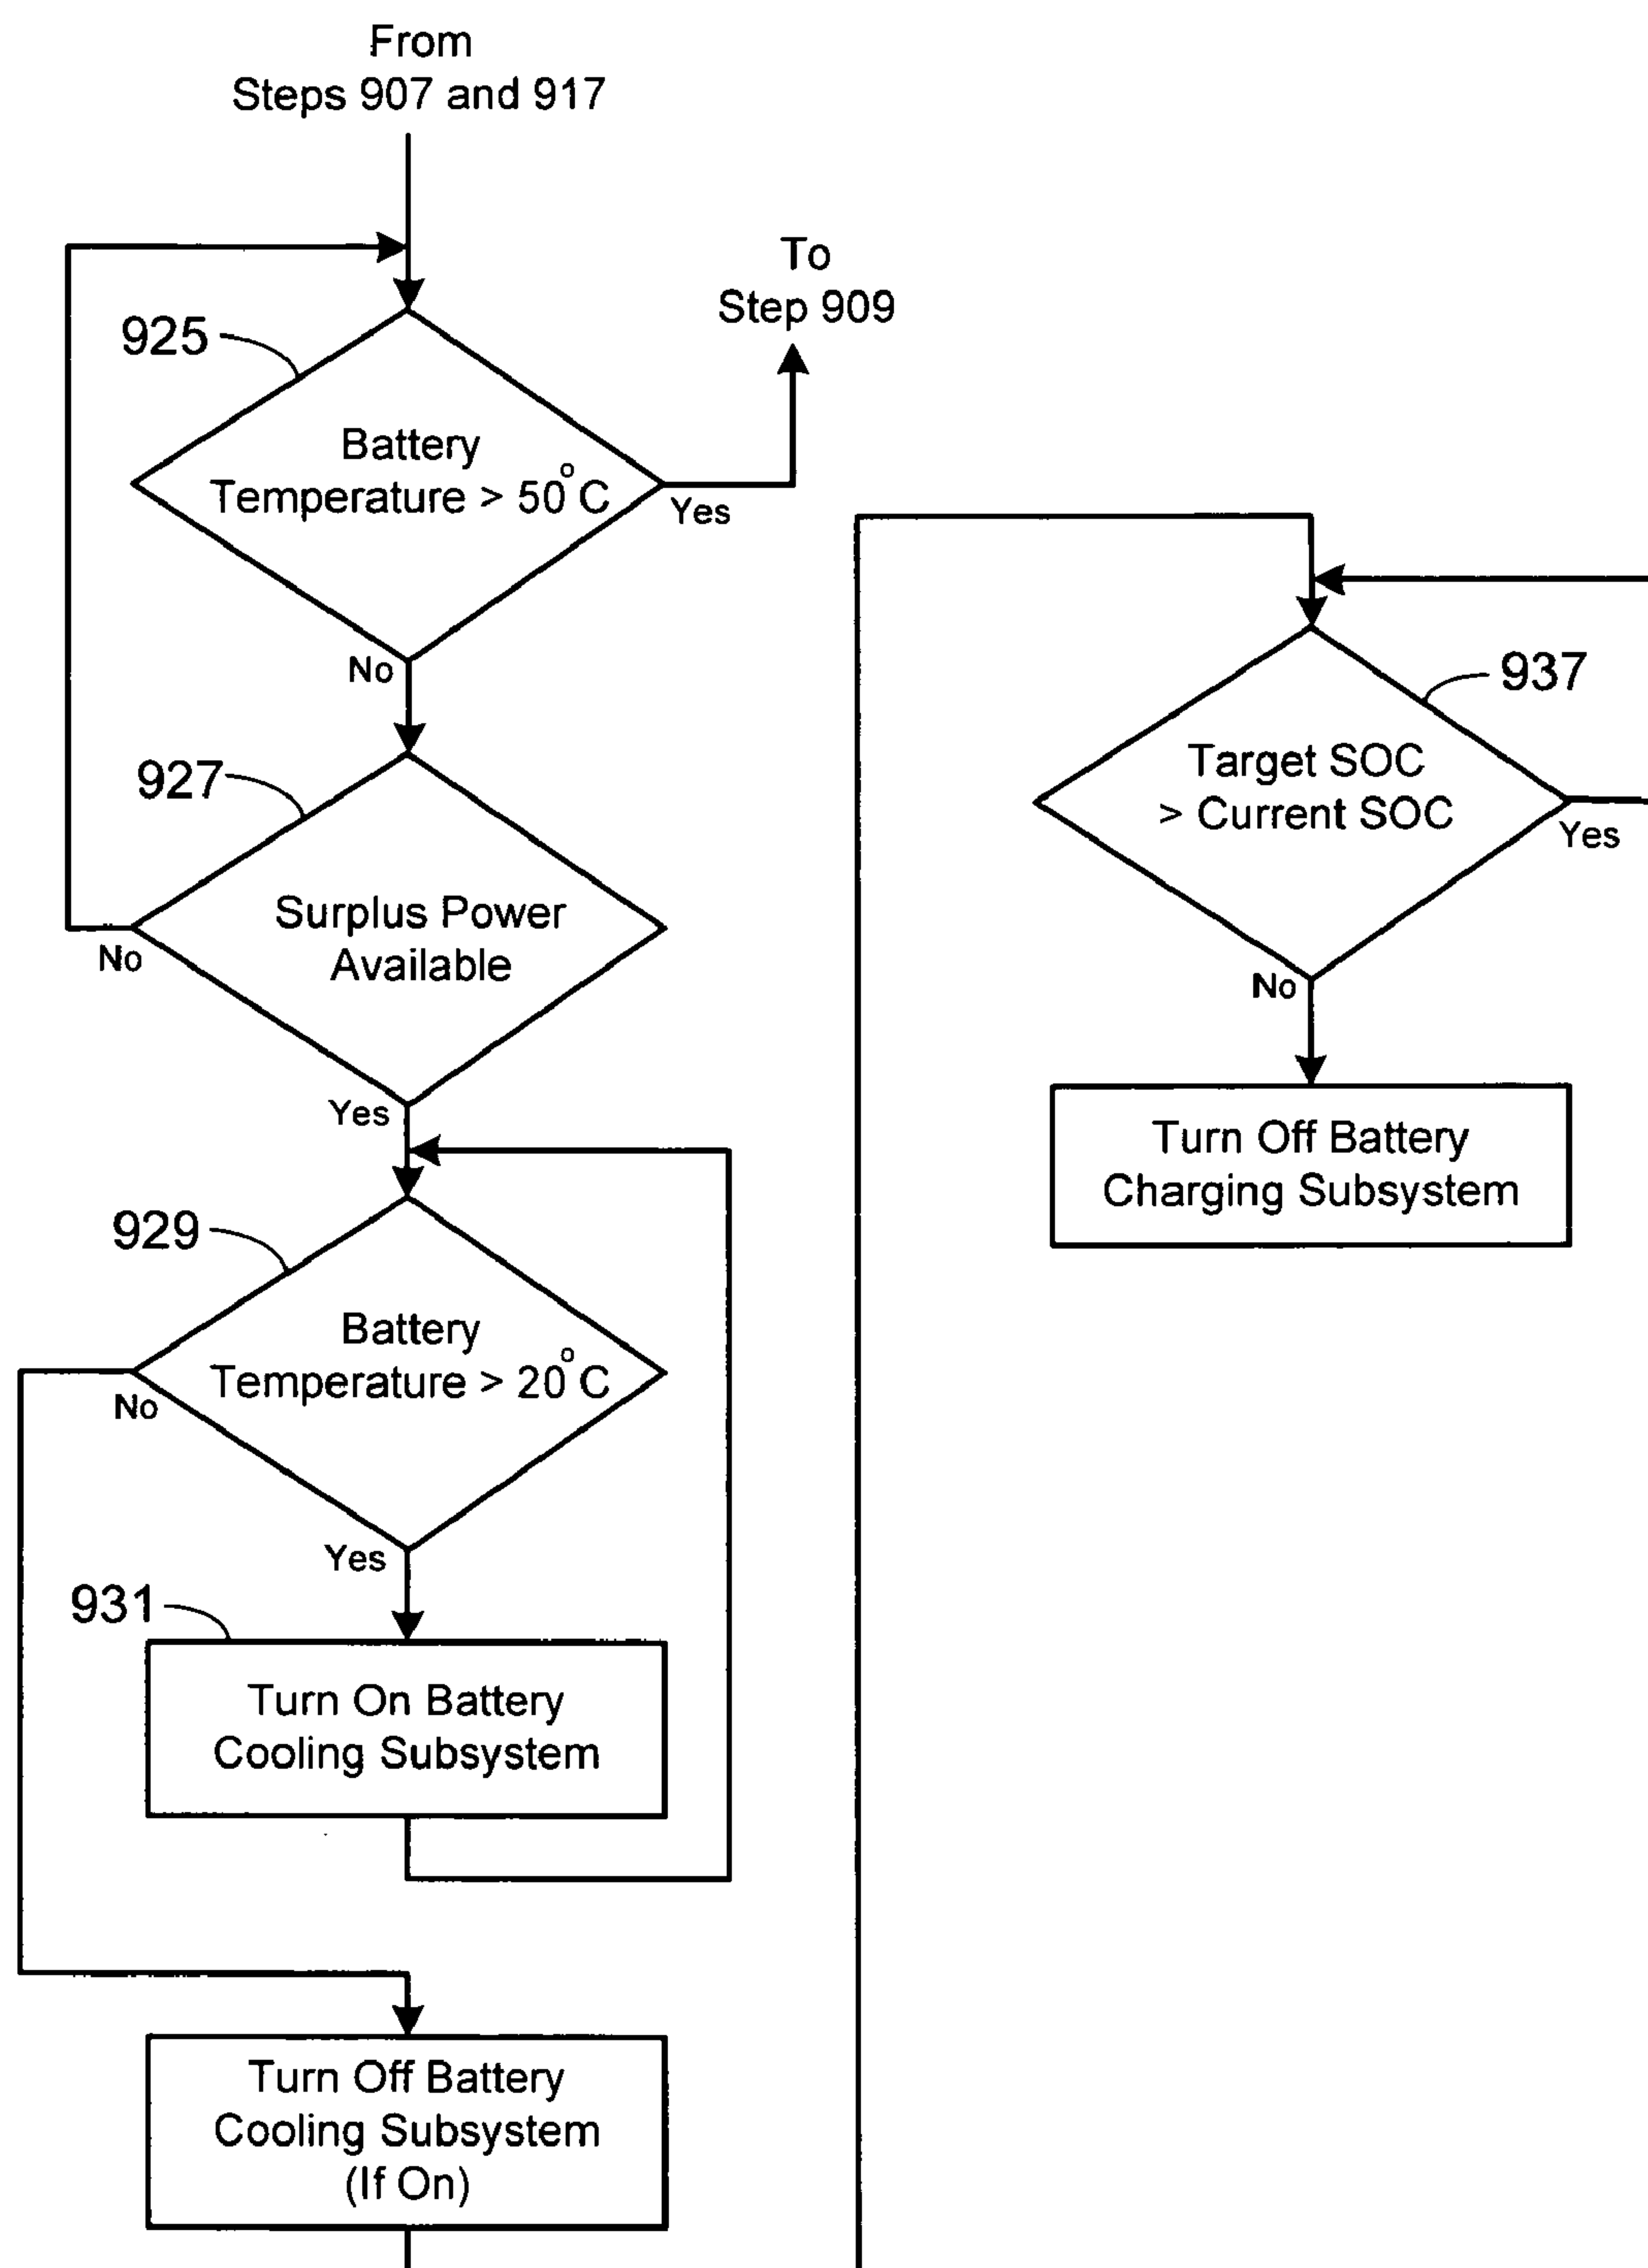 From
Steps 907 and 917
To
Step 909
925
Battery
Temperature > 50°C
Yes
No
927
Surplus Power
Available
No
Yes
929
Battery
Temperature > 20°C
No
Yes
931
Turn On Battery
Cooling Subsystem
Turn Off Battery
Cooling Subsystem
(If On)
937
Target SOC
> Current SOC
Yes
No
Turn Off Battery
Charging Subsystem